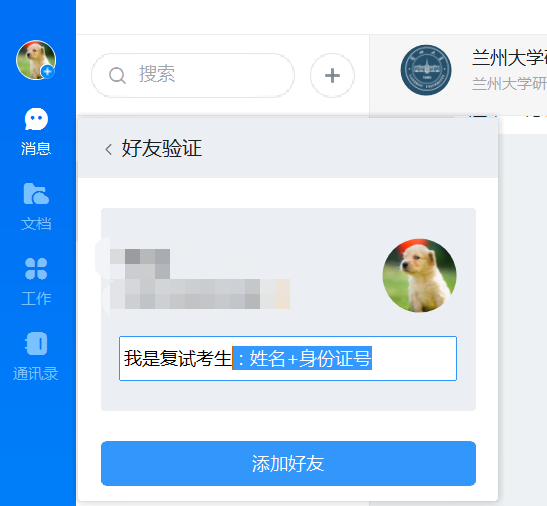 搜索
兰州大学
兰州大学研
消息
好友验证
文档
工作
我是复试考生：姓名+身份证号
通讯录
添加好友